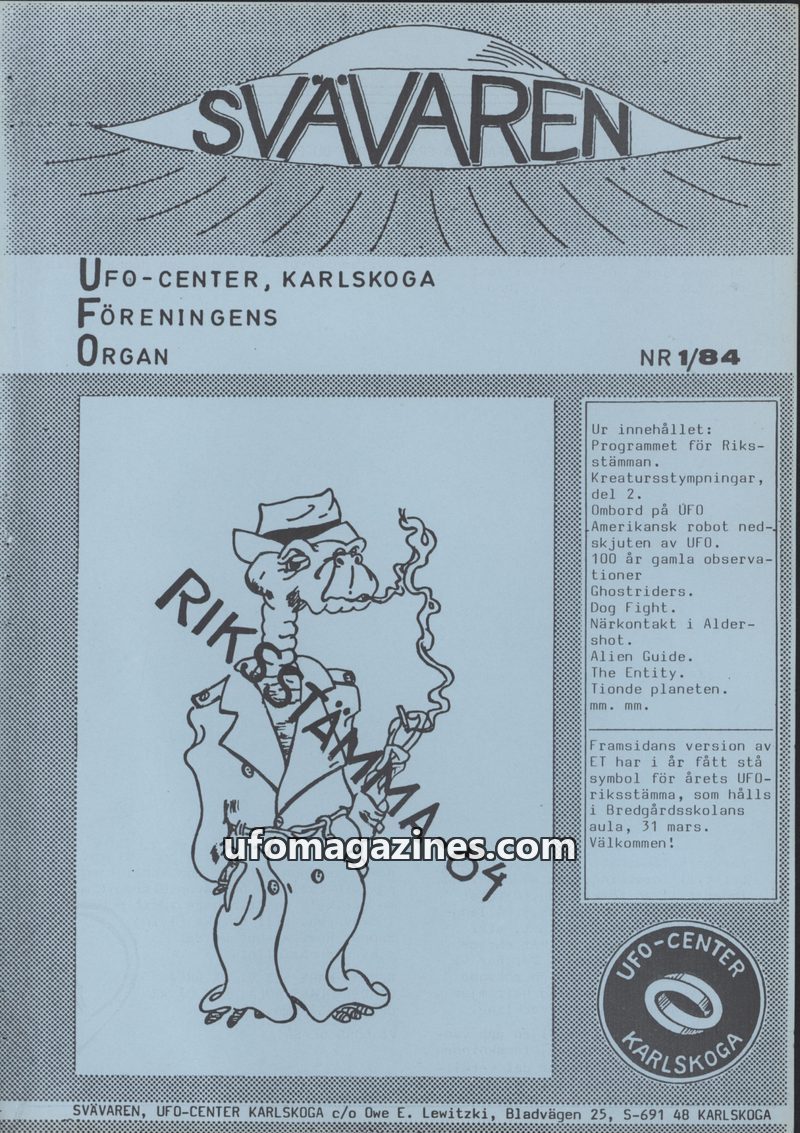 SVÄVAREN
UFO-CENTER, KARLSKOGA
FÖRENINGENS
ORGAN
NR 1/84
RIKSSTÄMMA 84
Ur innehållet:
Programmet för Riks-
stämman.
Kreatursstympningar,
del 2.
Ombord på UFO
Amerikansk robot ned-
skjuten av UFO.
100 år gamla observa-
tioner
Ghostriders.
Dog Fight.
Närkontakt i Alder-
shot.
Alien Guide.
The Entity.
Tionde planeten.
mm. mm.
Framsidans version av
ET har i år fått stå
symbol för årets UFO-
riksstämma, som hålls
i Bredgårdsskolans
aula, 31 mars.
Välkommen!
ufomagazines.com
UFO-CENTER
KARLSKOGA
SVÄVAREN, UFO-CENTER KARLSKOGA c/o Owe E. Lewitzki, Bladvägen 25, S-691 48 KARLSKOGA